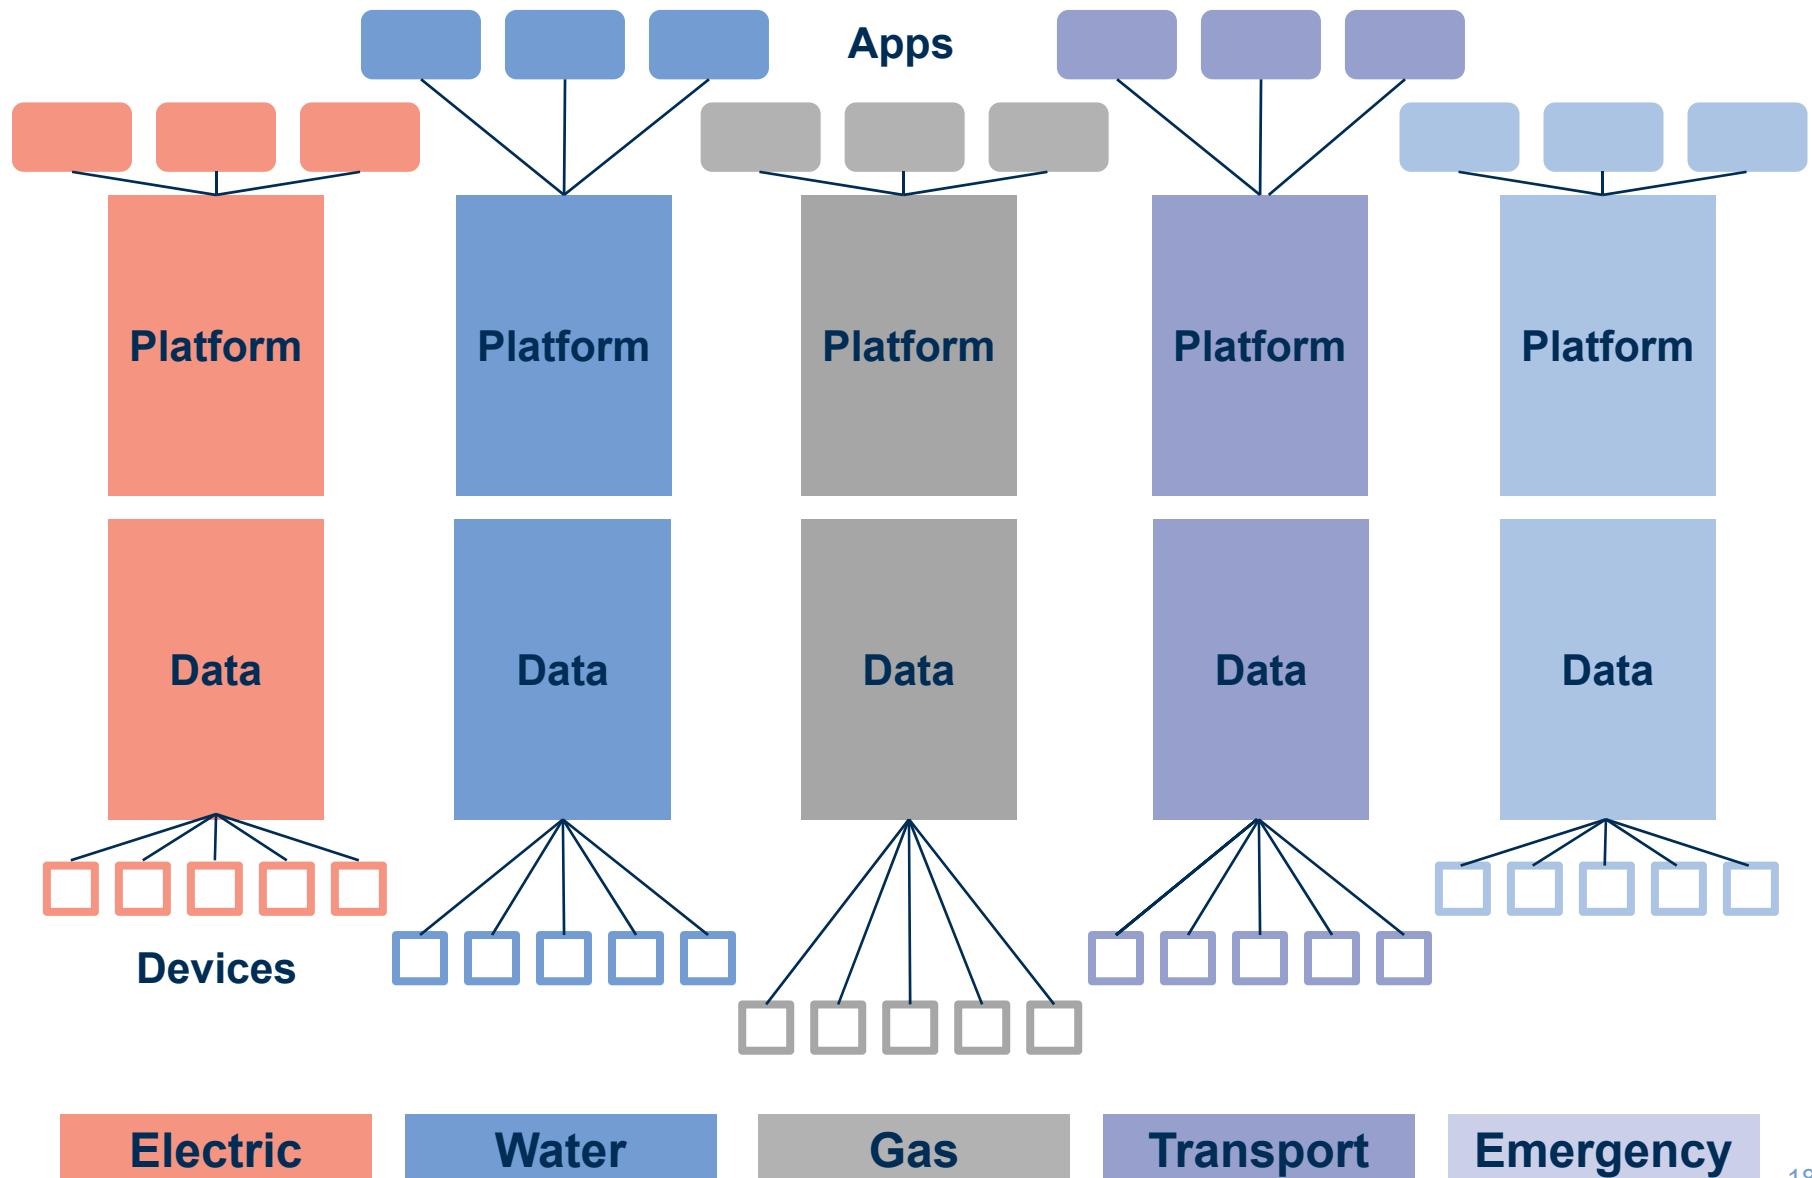 Apps
Platform Platform Platform Platform Platform
Data Data Data Data Data
Devices
Electric Water Gas Transport Emergency